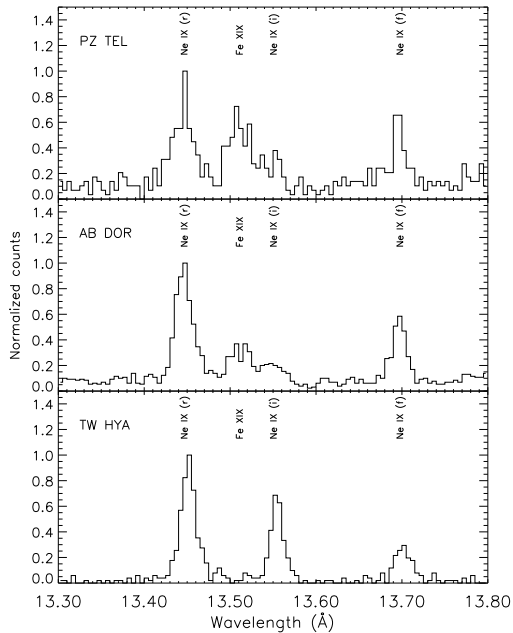 Normalized counts
1.4
1.2
1.0
0.8
0.6
0.4
0.2
0.0
PZ TEL
Ne IX (r)
Fe XIX
Ne IX (i)
Ne IX (f)
1.4
1.2
1.0
0.8
0.6
0.4
0.2
0.0
AB DOR
Ne IX (r)
Fe XIX
Ne IX (i)
Ne IX (f)
1.4
1.2
1.0
0.8
0.6
0.4
0.2
0.0
TW HYA
Ne IX (r)
Fe XIX
Ne IX (i)
Ne IX (f)
13.30 13.40 13.50 13.60 13.70 13.80
Wavelength (Å)